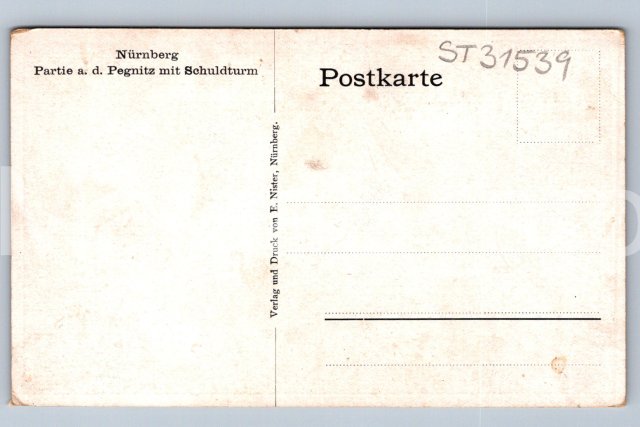 Nürnberg
Partie a. d. Pegnitz mit Schuldturm
Verlag und Druck von E. Nister, Nürnberg.
Postkarte
ST31539